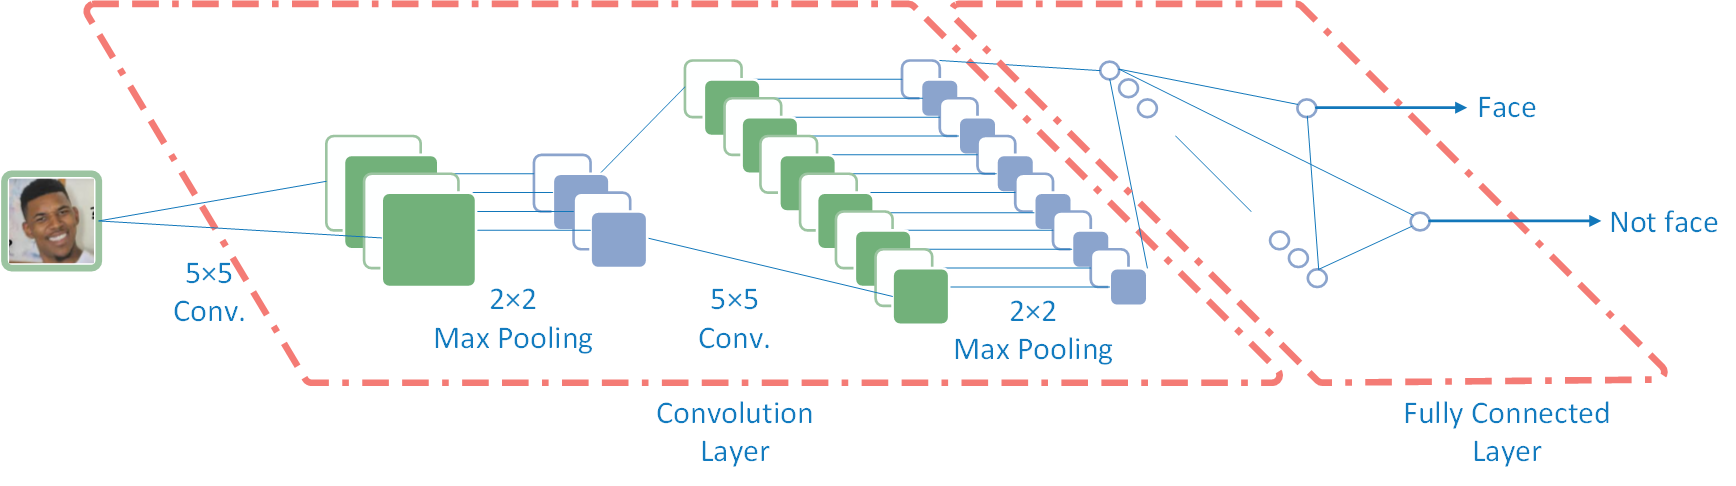 5×5
Conv.
2×2
Max Pooling
5×5
Conv.
2×2
Max Pooling
Convolution
Layer
Face
Not face
Fully Connected
Layer